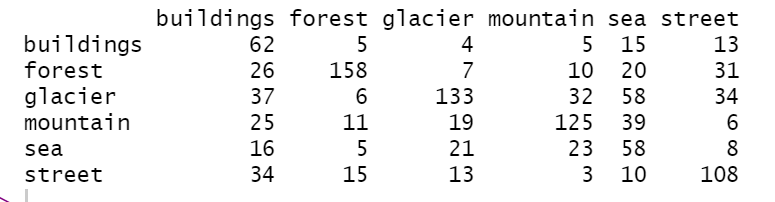 buildings forest glacier mountain sea street
buildings 62 5 4 5 15 13
forest 26 158 7 10 20 31
glacier 37 6 133 32 58 34
mountain 25 11 19 125 39 6
sea 16 5 21 23 58 8
street 34 15 13 3 10 108